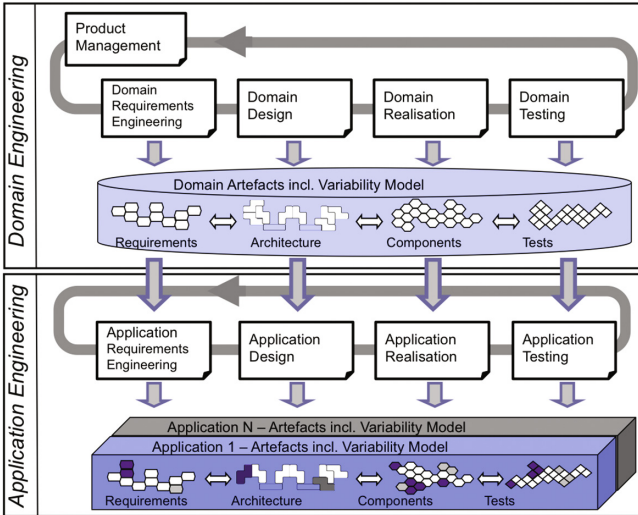 Domain Engineering
Product
Management
Domain
Requirements
Engineering
Domain
Design
Domain
Realisation
Domain
Testing
Domain Artefacts incl. Variability Model
Requirements
Architecture
Components
Tests
Application Engineering
Application
Requirements
Engineering
Application
Design
Application
Realisation
Application
Testing
Application N – Artefacts incl. Variability Model
Application 1 – Artefacts incl. Variability Model
Requirements
Architecture
Components
Tests